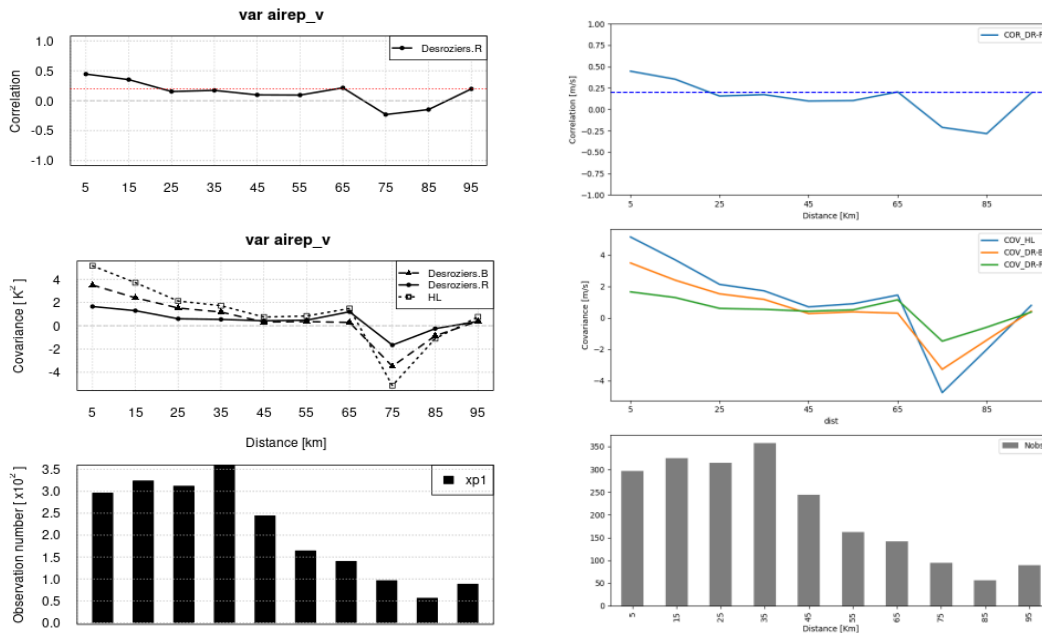 var airep_v
1.0
0.5
0.0
-0.5
-1.0
Correlation
Desroziers.R
5 15 25 35 45 55 65 75 85 95
var airep_v
4
2
0
-2
-4
Covariance [ K² ]
Desroziers.B
Desroziers.R
HL
5 15 25 35 45 55 65 75 85 95
Distance [km]
3.5
3.0
2.5
2.0
1.5
1.0
0.5
0.0
Observation number [ x10² ]
xp1
1.00
0.75
0.50
0.25
0.00
−0.25
−0.50
−0.75
−1.00
Correlation [m/s]
COR_DR-R
5 25 45 65 85
Distance [Km]
4
2
0
−2
−4
Covariance [m/s]
COV_HL
COV_DR-B
COV_DR-R
5 25 45 65 85
dist
350
300
250
200
150
100
50
0
Nobs
5 15 25 35 45 55 65 75 85 95
Distance [Km]